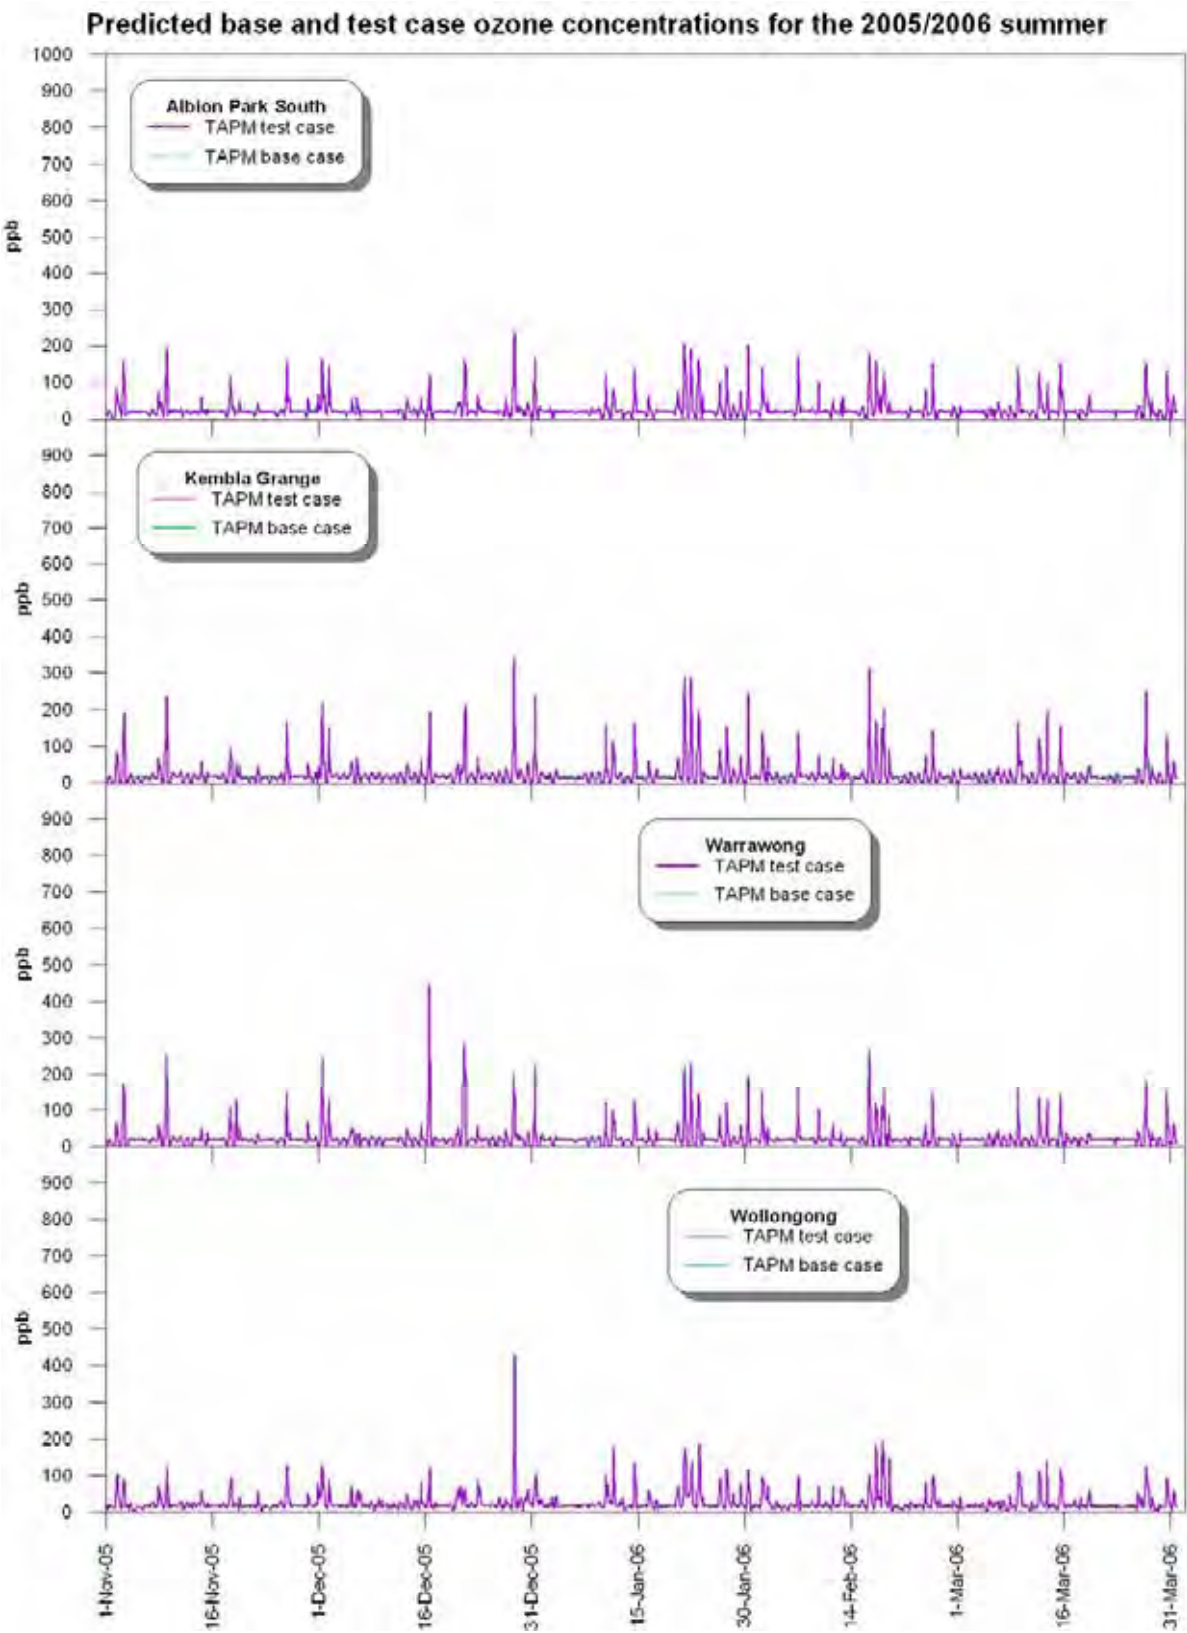 Predicted base and test case ozone concentrations for the 2005/2006 summer
1000
900
800
700
600
500
400
300
200
100
0
ppb
Albion Park South
TAPM test case
TAPM base case
900
800
700
600
500
400
300
200
100
0
ppb
Kembla Grange
TAPM test case
TAPM base case
900
800
700
600
500
400
300
200
100
0
ppb
Warrawong
TAPM test case
TAPM base case
900
800
700
600
500
400
300
200
100
0
ppb
Wollongong
TAPM test case
TAPM base case
1-Nov-05
16-Nov-05
1-Dec-05
16-Dec-05
31-Dec-05
15-Jan-06
30-Jan-06
14-Feb-06
1-Mar-06
16-Mar-06
31-Mar-06